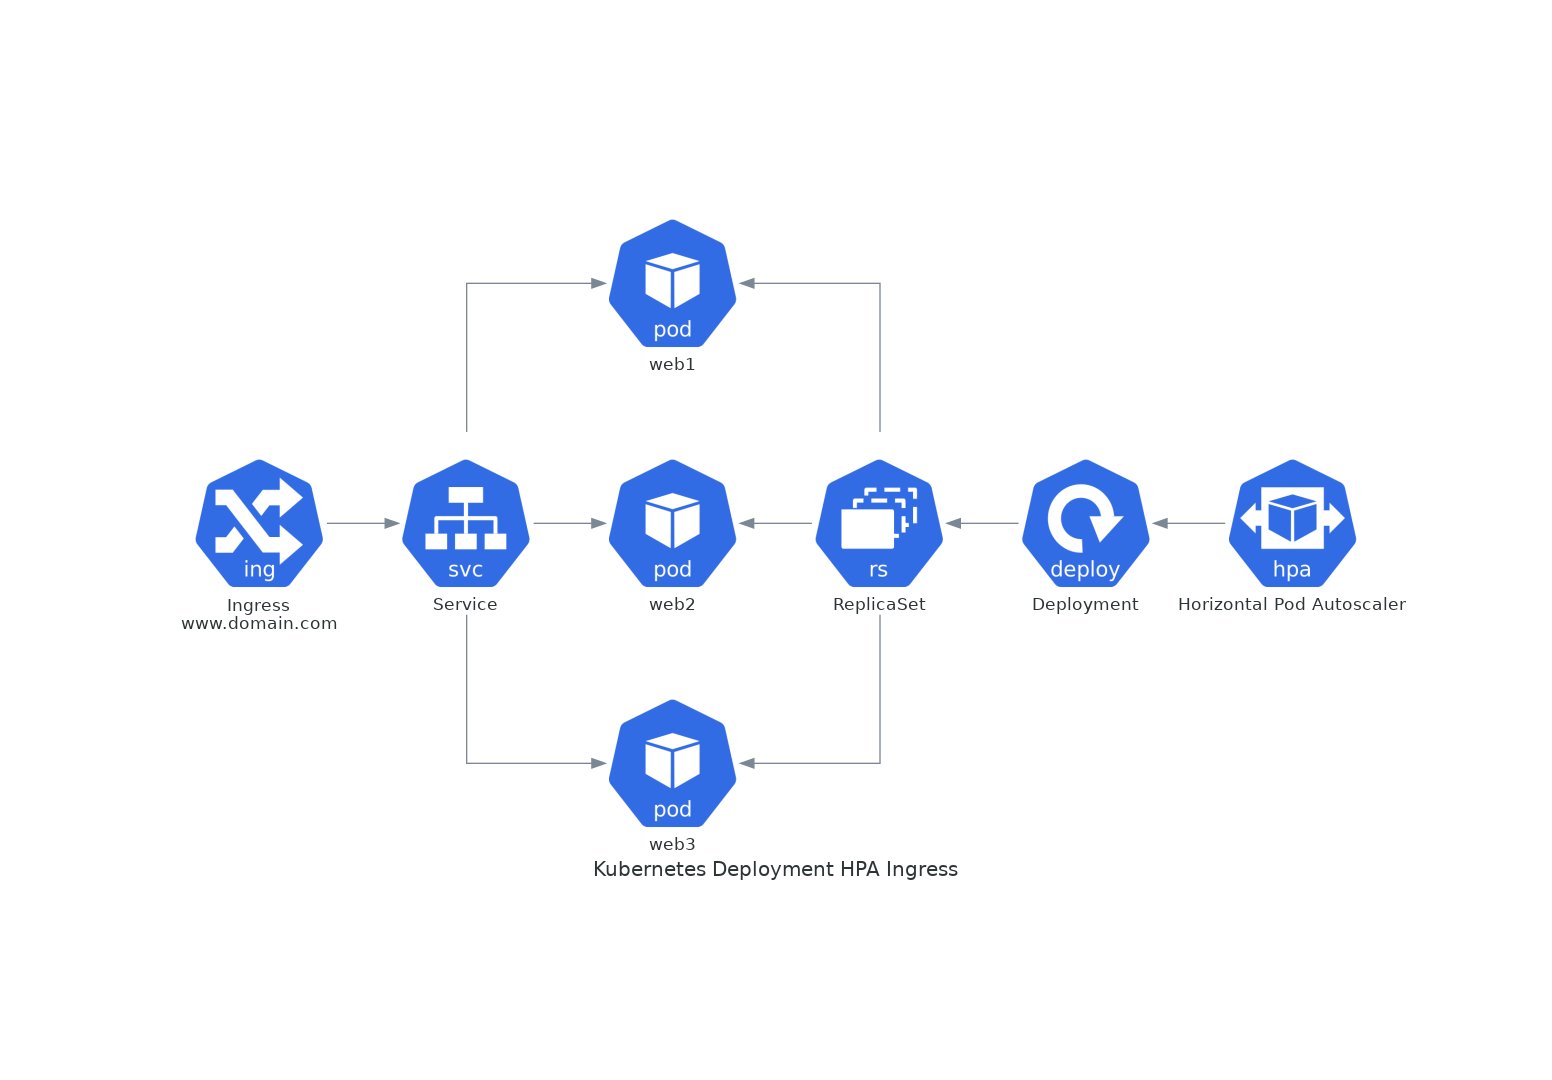 pod
web1
ing
Ingress
www.domain.com
svc
Service
pod
web2
rs
ReplicaSet
deploy
Deployment
hpa
Horizontal Pod Autoscaler
pod
web3
Kubernetes Deployment HPA Ingress